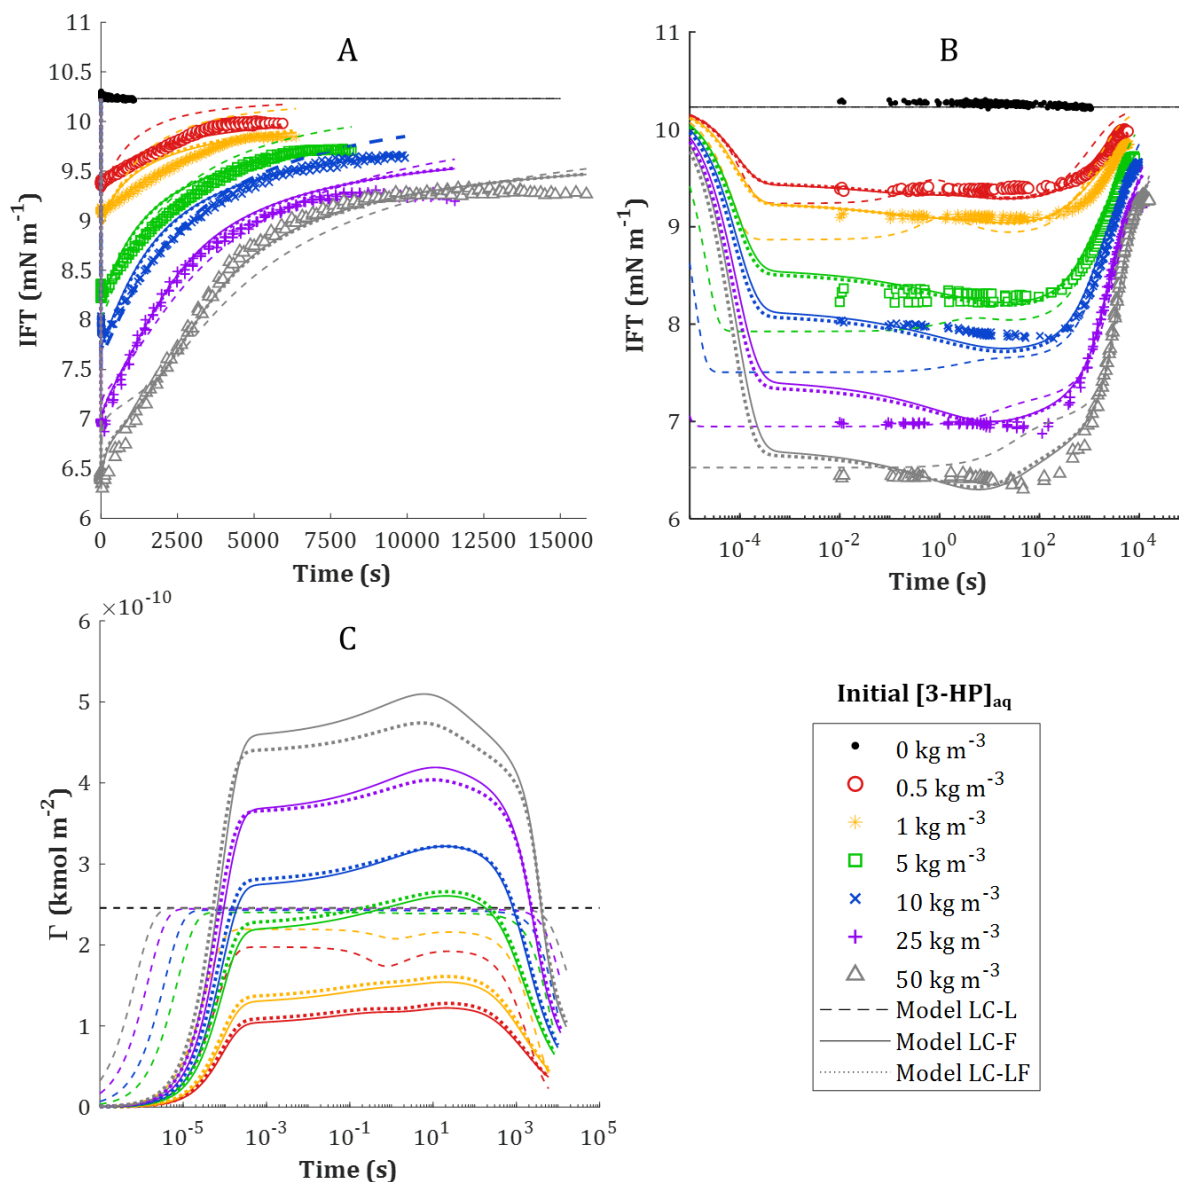 A
11
10.5
10
9.5
9
8.5
8
7.5
7
6.5
6
IFT (mN m⁻¹)
0 2500 5000 7500 10000 12500 15000
Time (s)
B
11
10
9
8
7
6
IFT (mN m⁻¹)
10⁻⁴ 10⁻² 10⁰ 10² 10⁴
Time (s)
×10⁻¹⁰
C
6
5
4
3
2
1
0
Γ (kmol m⁻²)
10⁻⁵ 10⁻³ 10⁻¹ 10¹ 10³ 10⁵
Time (s)
Initial [3-HP]aq
0 kg m⁻³
0.5 kg m⁻³
1 kg m⁻³
5 kg m⁻³
10 kg m⁻³
25 kg m⁻³
50 kg m⁻³
Model LC-L
Model LC-F
Model LC-LF